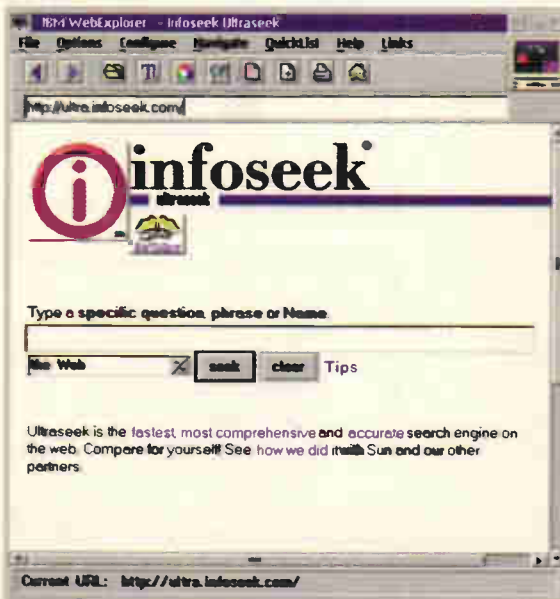 IBM WebExplorer - Infoseek Ultraseek
File Options Configure Navigate QuickList Help Links
http://ultra.infoseek.com/
infoseek
ultraseek
Type a specific question, phrase or Name
the Web seek clear Tips
Ultraseek is the fastest, most comprehensive and accurate search engine on
the web. Compare for yourself! See how we did it with Sun and our other
partners
Current URL: http://ultra.infoseek.com/